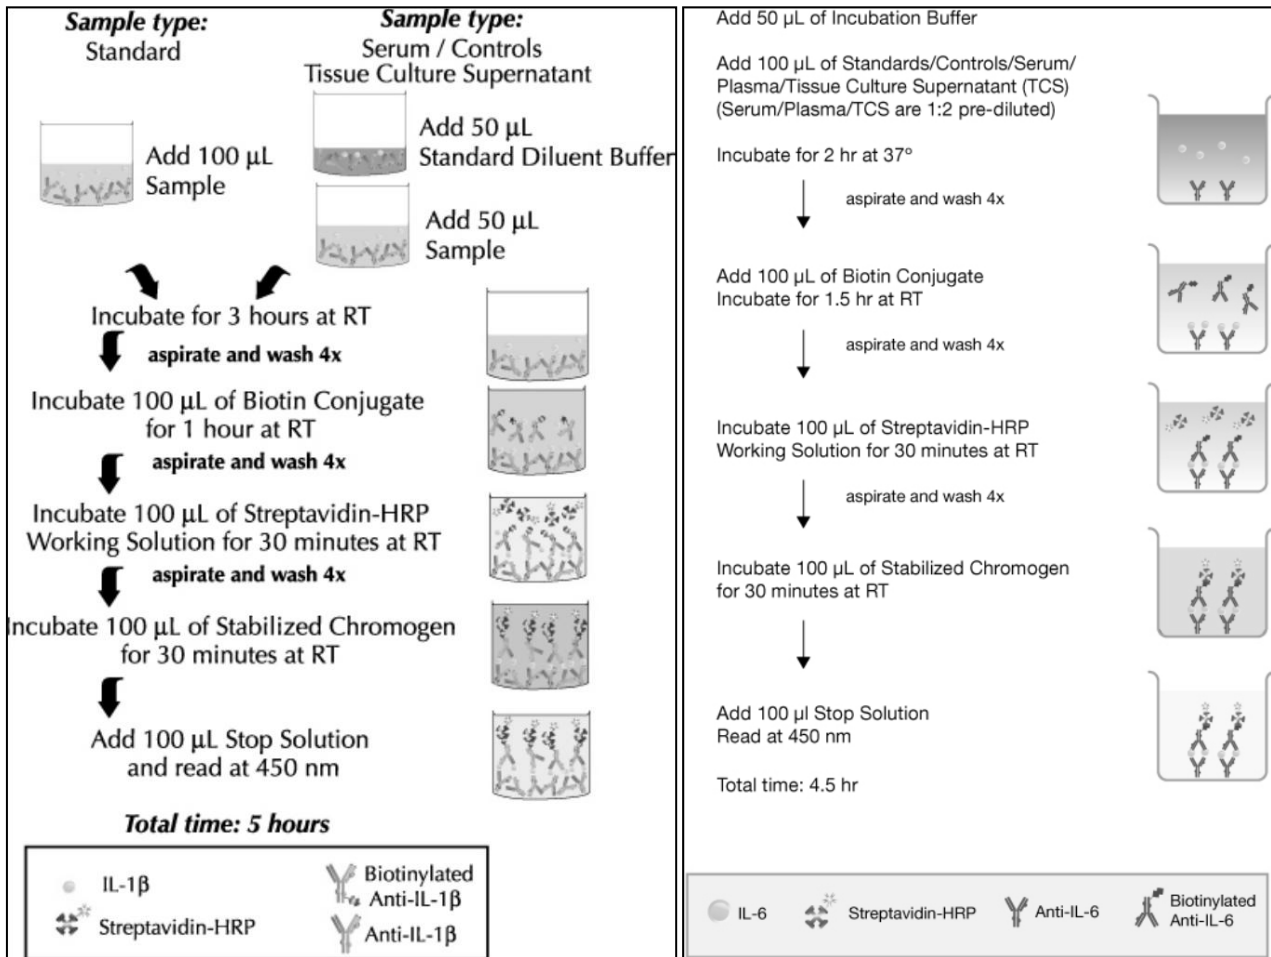 Sample type:
Standard
Sample type:
Serum / Controls
Tissue Culture Supernatant
Add 100 µL
Sample
Add 50 µL
Standard Diluent Buffer
Add 50 µL
Sample
Incubate for 3 hours at RT
aspirate and wash 4x
Incubate 100 µL of Biotin Conjugate
for 1 hour at RT
aspirate and wash 4x
Incubate 100 µL of Streptavidin-HRP
Working Solution for 30 minutes at RT
aspirate and wash 4x
Incubate 100 µL of Stabilized Chromogen
for 30 minutes at RT
Add 100 µL Stop Solution
and read at 450 nm
Total time: 5 hours
IL-1β
Streptavidin-HRP
Biotinylated
Anti-IL-1β
Anti-IL-1β
Add 50 µL of Incubation Buffer
Add 100 µL of Standards/Controls/Serum/
Plasma/Tissue Culture Supernatant (TCS)
(Serum/Plasma/TCS are 1:2 pre-diluted)
Incubate for 2 hr at 37º
aspirate and wash 4x
Add 100 µL of Biotin Conjugate
Incubate for 1.5 hr at RT
aspirate and wash 4x
Incubate 100 µL of Streptavidin-HRP
Working Solution for 30 minutes at RT
aspirate and wash 4x
Incubate 100 µL of Stabilized Chromogen
for 30 minutes at RT
Add 100 µl Stop Solution
Read at 450 nm
Total time: 4.5 hr
IL-6
Streptavidin-HRP
Anti-IL-6
Biotinylated
Anti-IL-6